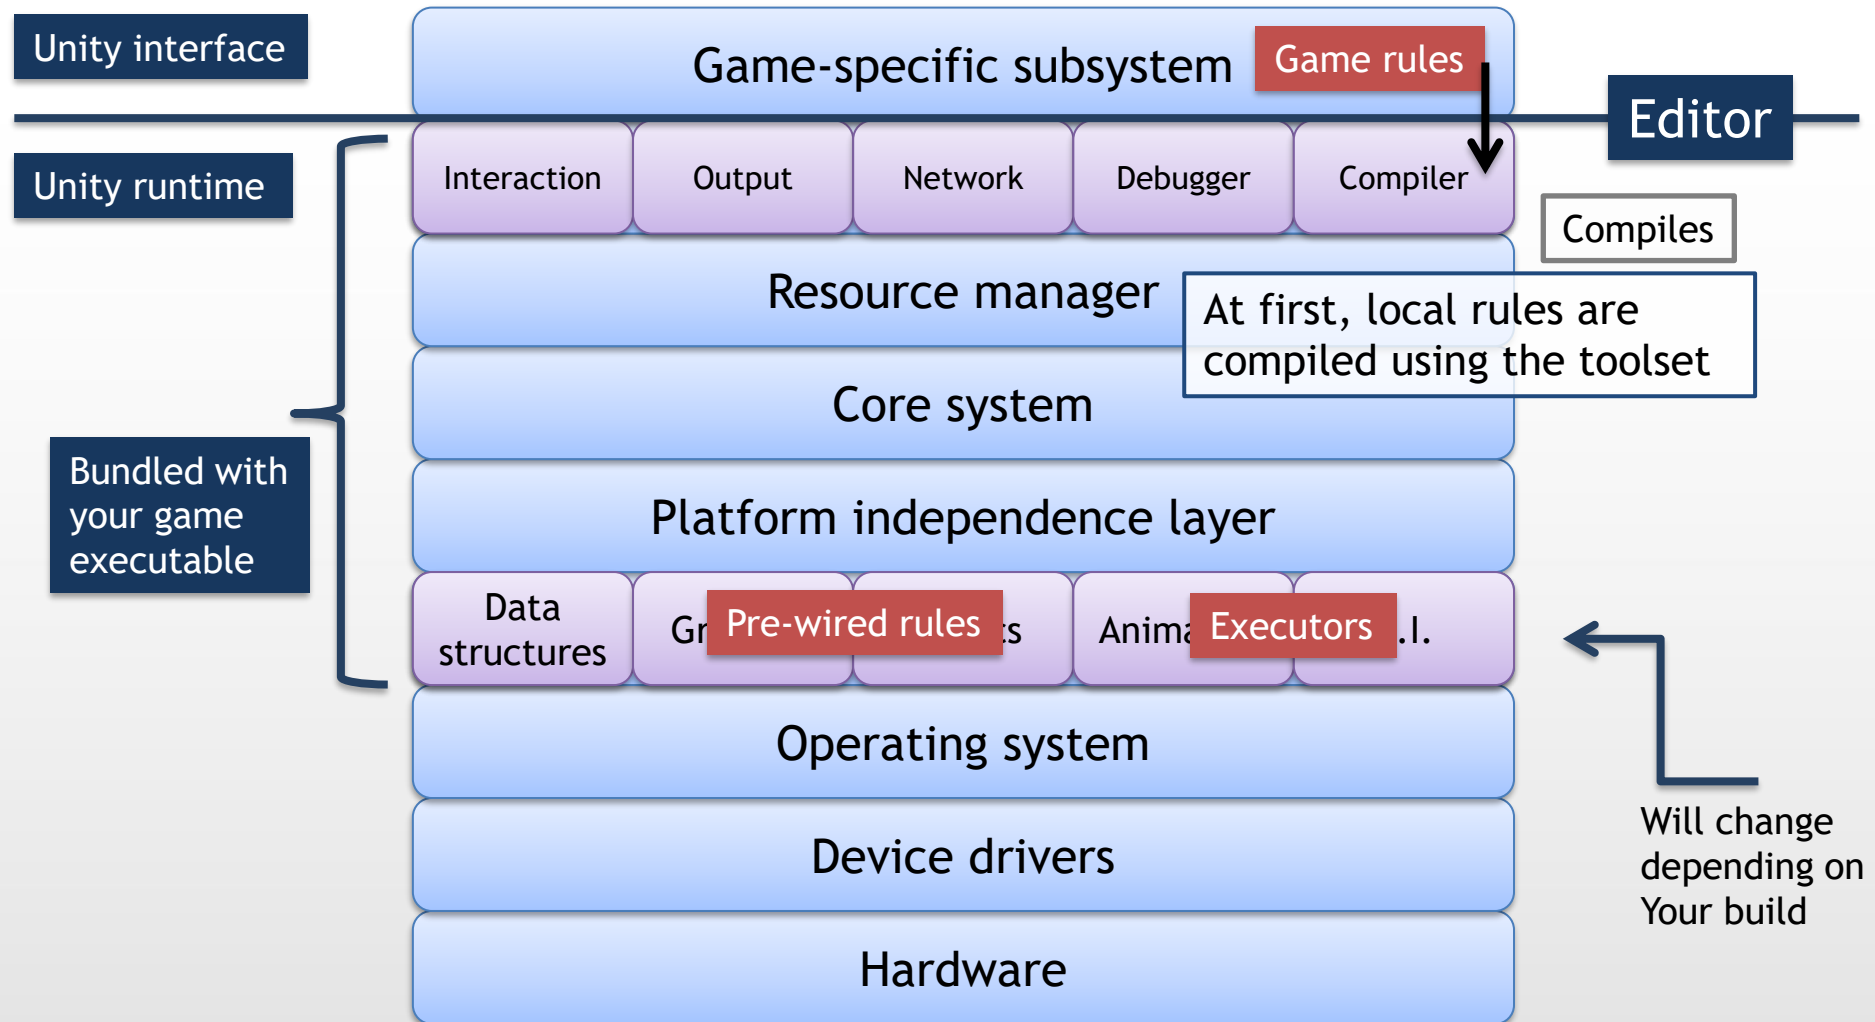 Unity interface
Game-specific subsystem
Game rules
Editor
Unity runtime
Interaction
Output
Network
Debugger
Compiler
Compiles
Resource manager
At first, local rules are
compiled using the toolset
Core system
Bundled with
your game
executable
Platform independence layer
Data
structures
Pre-wired rules
Executors
Operating system
Device drivers
Will change
depending on
Your build
Hardware